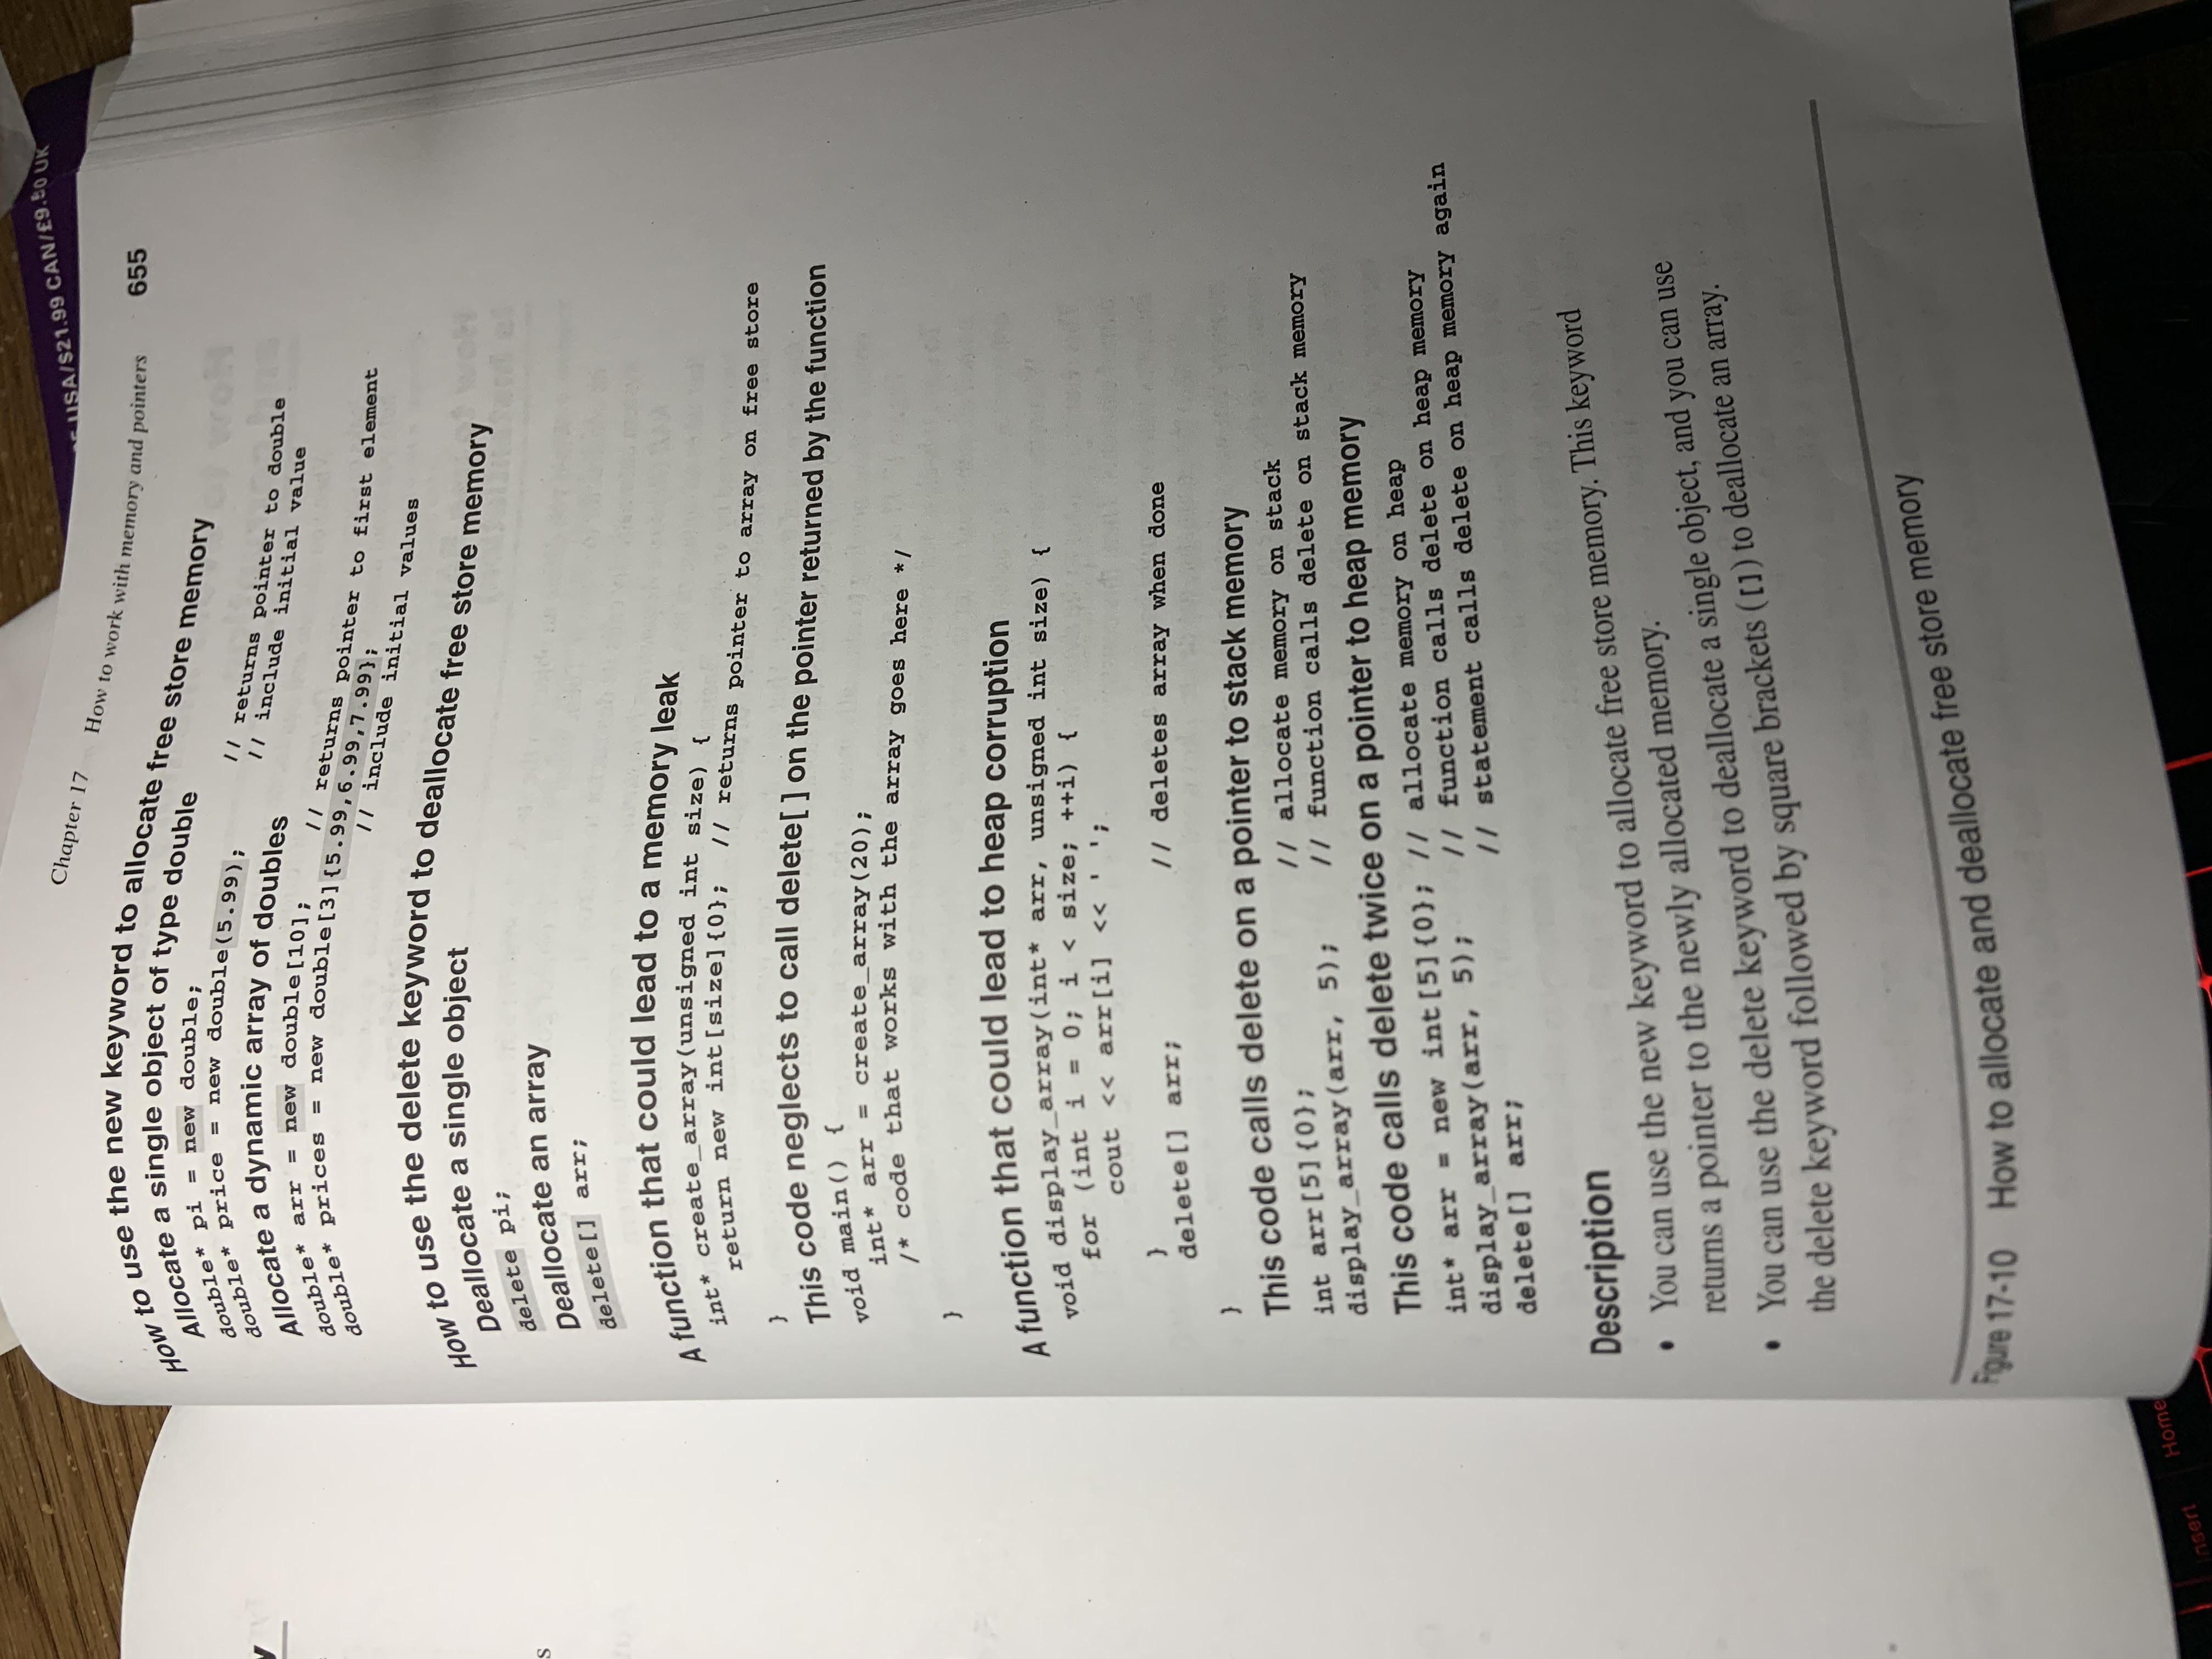 USA/$21.99 CAN/£9.50 UK
Chapter 17 How to work with memory and pointers 655
How to use the new keyword to allocate free store memory
Allocate a single object of type double
double* pi = new double; // returns pointer to double
double* price = new double(5.99); // include initial value
Allocate a dynamic array of doubles
double* arr = new double[10]; // returns pointer to first element
double* prices = new double[3]{5.99,6.99,7.99};
// include initial values
How to use the delete keyword to deallocate free store memory
Deallocate a single object
delete pi;
Deallocate an array
delete[] arr;
A function that could lead to a memory leak
int* create_array(unsigned int size) {
return new int[size]{0}; // returns pointer to array on free store
}
This code neglects to call delete[ ] on the pointer returned by the function
void main() {
int* arr = create_array(20);
/* code that works with the array goes here */
}
A function that could lead to heap corruption
void display_array(int* arr, unsigned int size) {
for (int i = 0; i < size; ++i) {
cout << arr[i] << ' ';
}
delete[] arr; // deletes array when done
}
This code calls delete on a pointer to stack memory
int arr[5]{0}; // allocate memory on stack
display_array(arr, 5); // function calls delete on stack memory
This code calls delete twice on a pointer to heap memory
int* arr = new int[5]{0}; // allocate memory on heap
display_array(arr, 5); // function calls delete on heap memory
delete[] arr; // statement calls delete on heap memory again
Description
• You can use the new keyword to allocate free store memory. This keyword
returns a pointer to the newly allocated memory.
• You can use the delete keyword to deallocate a single object, and you can use
the delete keyword followed by square brackets ([]) to deallocate an array.
Figure 17-10 How to allocate and deallocate free store memory
Home